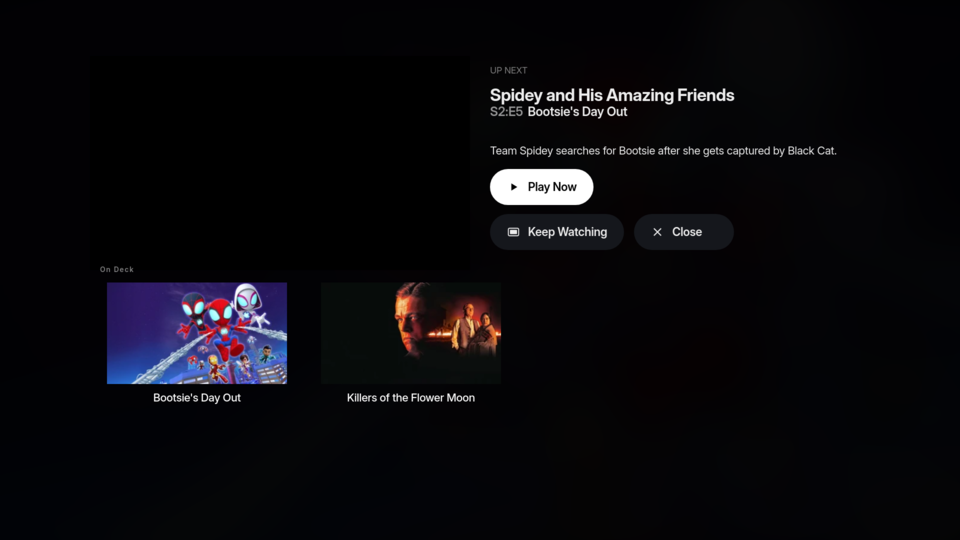 UP NEXT
Spidey and His Amazing Friends
S2:E5 Bootsie's Day Out
Team Spidey searches for Bootsie after she gets captured by Black Cat.
Play Now
Keep Watching
Close
On Deck
Bootsie's Day Out
Killers of the Flower Moon